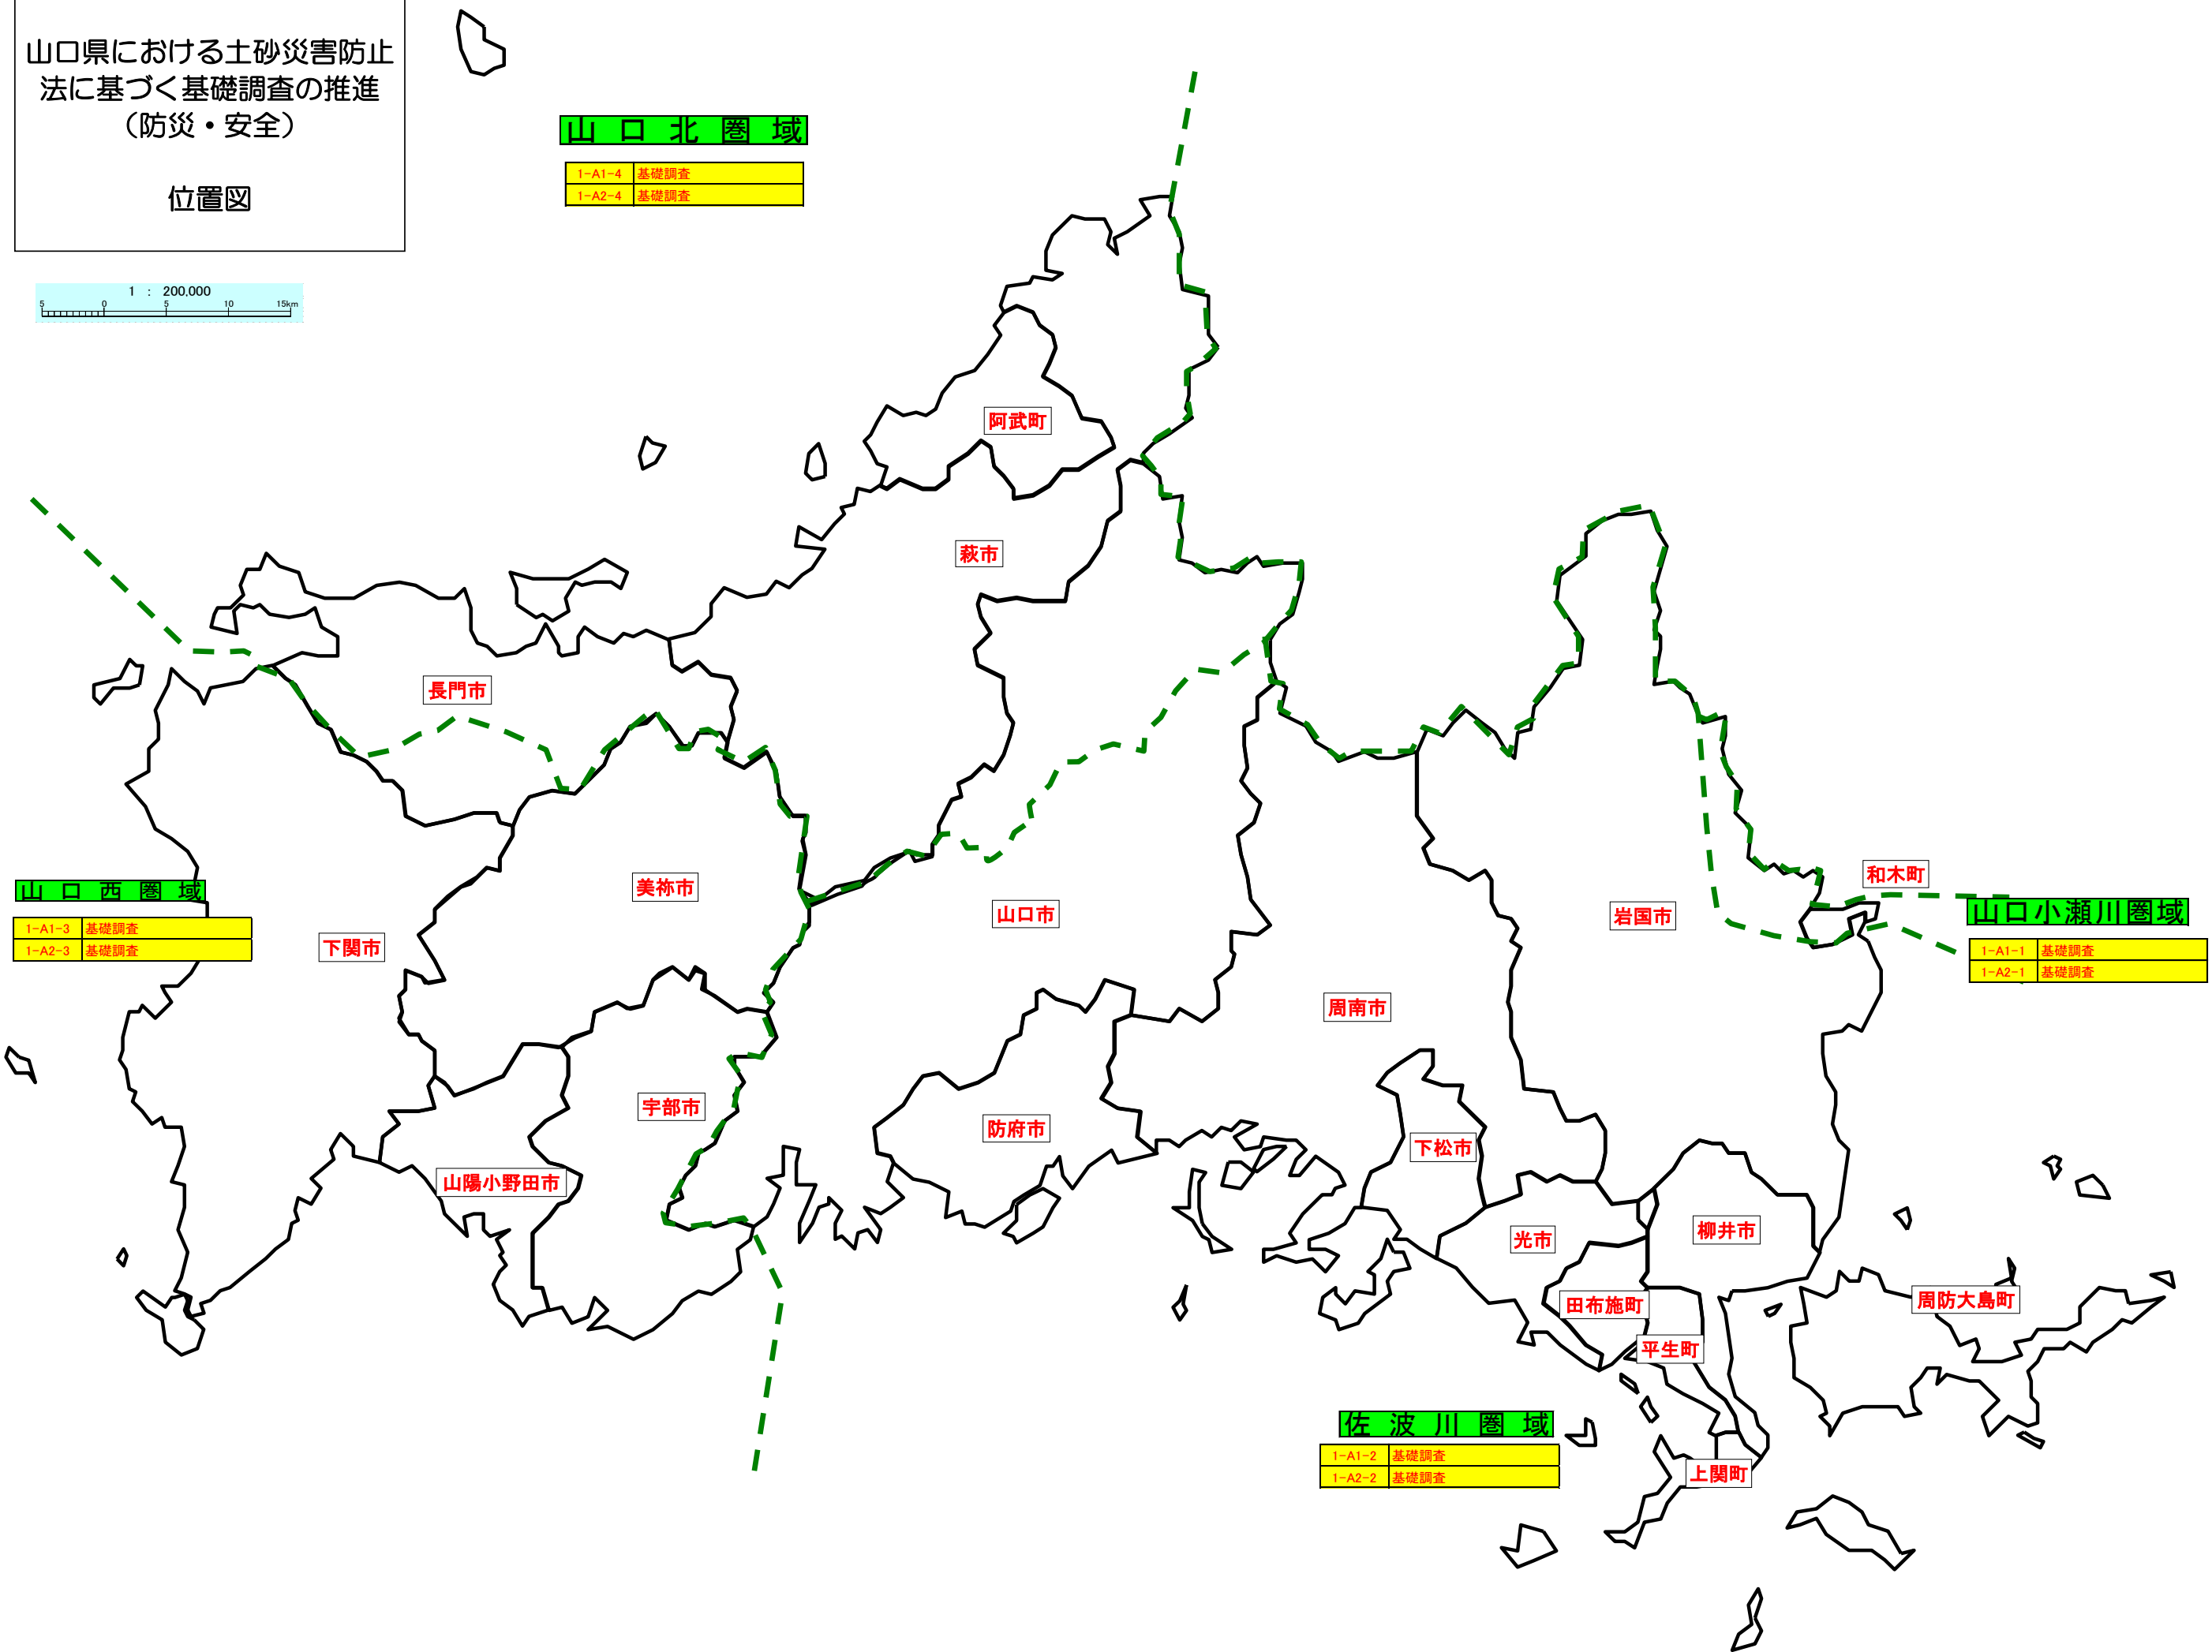 山口県における土砂災害防止
法に基づく基礎調査の推進
（防災・安全）
位置図
1 : 200,000
5 0 5 10 15km
山口北圏域
1-A1-4 基礎調査
1-A2-4 基礎調査
阿武町
萩市
長門市
美祢市
山口市
下関市
和木町
岩国市
山口西圏域
1-A1-3 基礎調査
1-A2-3 基礎調査
山口小瀬川圏域
1-A1-1 基礎調査
1-A2-1 基礎調査
周南市
宇部市
防府市
下松市
山陽小野田市
光市
柳井市
田布施町
周防大島町
平生町
佐波川圏域
1-A1-2 基礎調査
1-A2-2 基礎調査
上関町